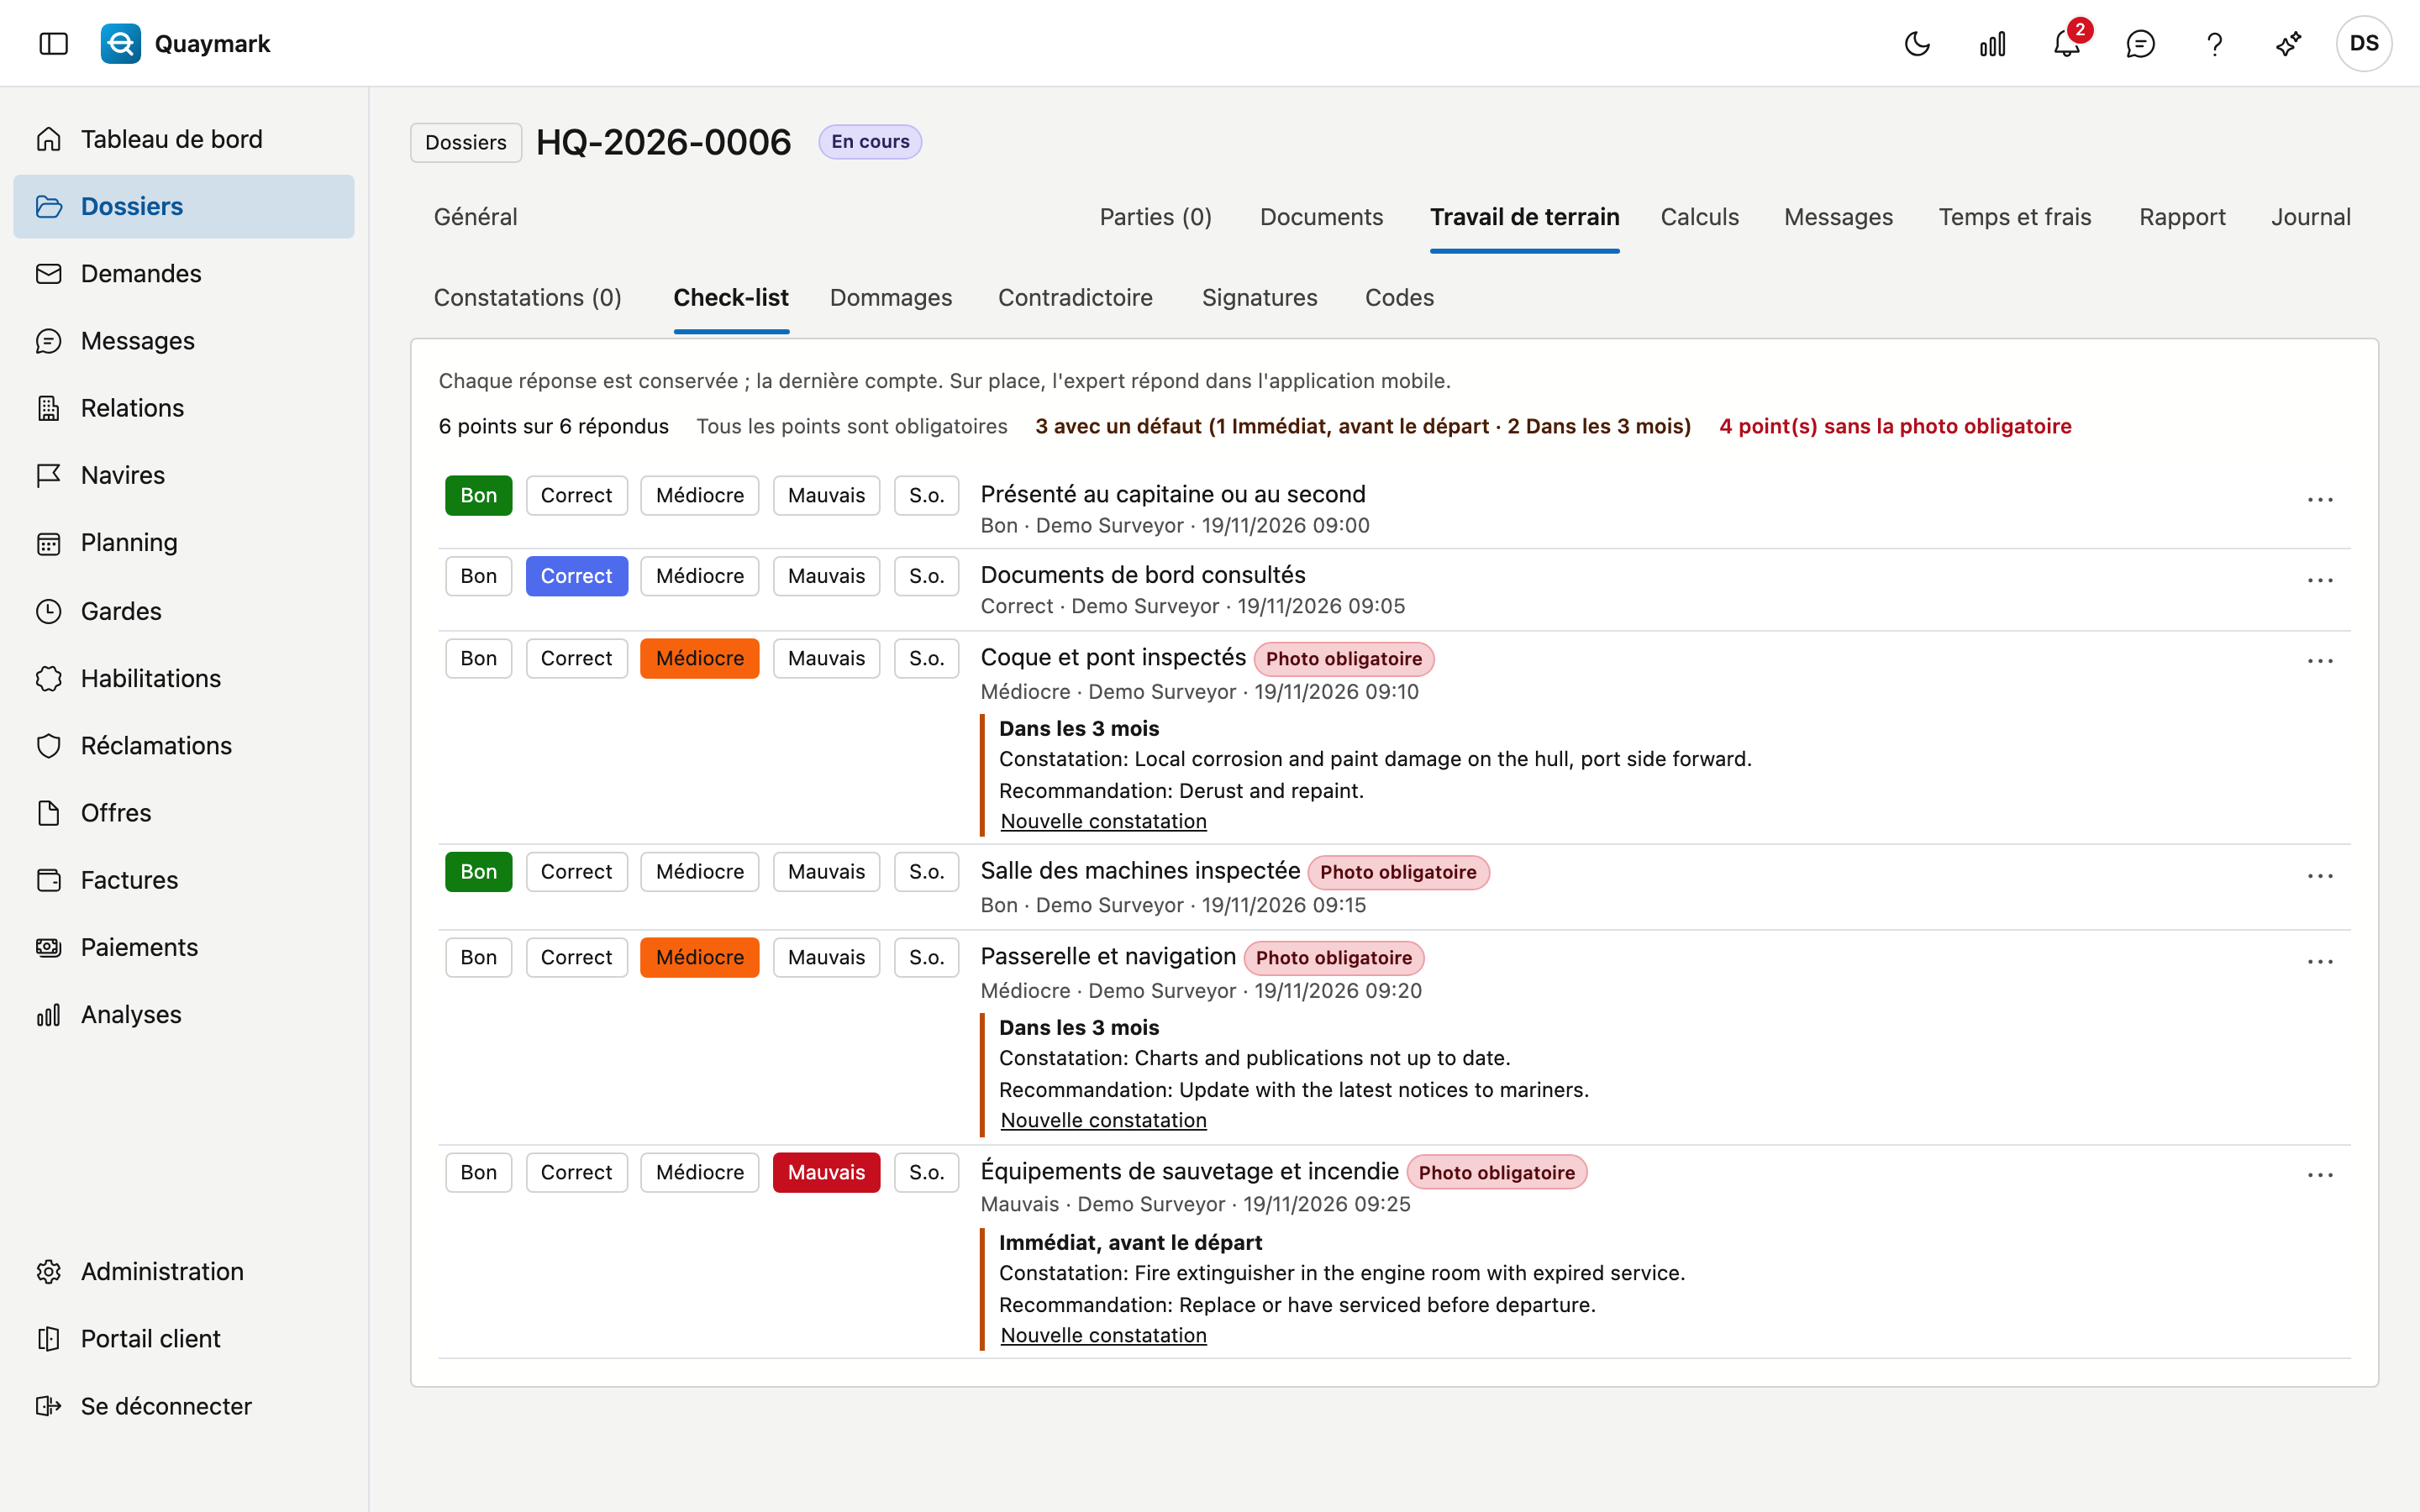 Quaymark
2
DS
Tableau de bord
Dossiers
Demandes
Messages
Relations
Navires
Planning
Gardes
Habilitations
Réclamations
Offres
Factures
Paiements
Analyses
Administration
Portail client
Se déconnecter
Dossiers HQ-2026-0006 En cours
Général Parties (0) Documents Travail de terrain Calculs Messages Temps et frais Rapport Journal
Constatations (0) Check-list Dommages Contradictoire Signatures Codes
Chaque réponse est conservée ; la dernière compte. Sur place, l'expert répond dans l'application mobile.
6 points sur 6 répondus Tous les points sont obligatoires 3 avec un défaut (1 Immédiat, avant le départ · 2 Dans les 3 mois) 4 point(s) sans la photo obligatoire
Bon Correct Médiocre Mauvais S.o. Présenté au capitaine ou au second
Bon · Demo Surveyor · 19/11/2026 09:00
Bon Correct Médiocre Mauvais S.o. Documents de bord consultés
Correct · Demo Surveyor · 19/11/2026 09:05
Bon Correct Médiocre Mauvais S.o. Coque et pont inspectés Photo obligatoire
Médiocre · Demo Surveyor · 19/11/2026 09:10
Dans les 3 mois
Constatation: Local corrosion and paint damage on the hull, port side forward.
Recommandation: Derust and repaint.
Nouvelle constatation
Bon Correct Médiocre Mauvais S.o. Salle des machines inspectée Photo obligatoire
Bon · Demo Surveyor · 19/11/2026 09:15
Bon Correct Médiocre Mauvais S.o. Passerelle et navigation Photo obligatoire
Médiocre · Demo Surveyor · 19/11/2026 09:20
Dans les 3 mois
Constatation: Charts and publications not up to date.
Recommandation: Update with the latest notices to mariners.
Nouvelle constatation
Bon Correct Médiocre Mauvais S.o. Équipements de sauvetage et incendie Photo obligatoire
Mauvais · Demo Surveyor · 19/11/2026 09:25
Immédiat, avant le départ
Constatation: Fire extinguisher in the engine room with expired service.
Recommandation: Replace or have serviced before departure.
Nouvelle constatation